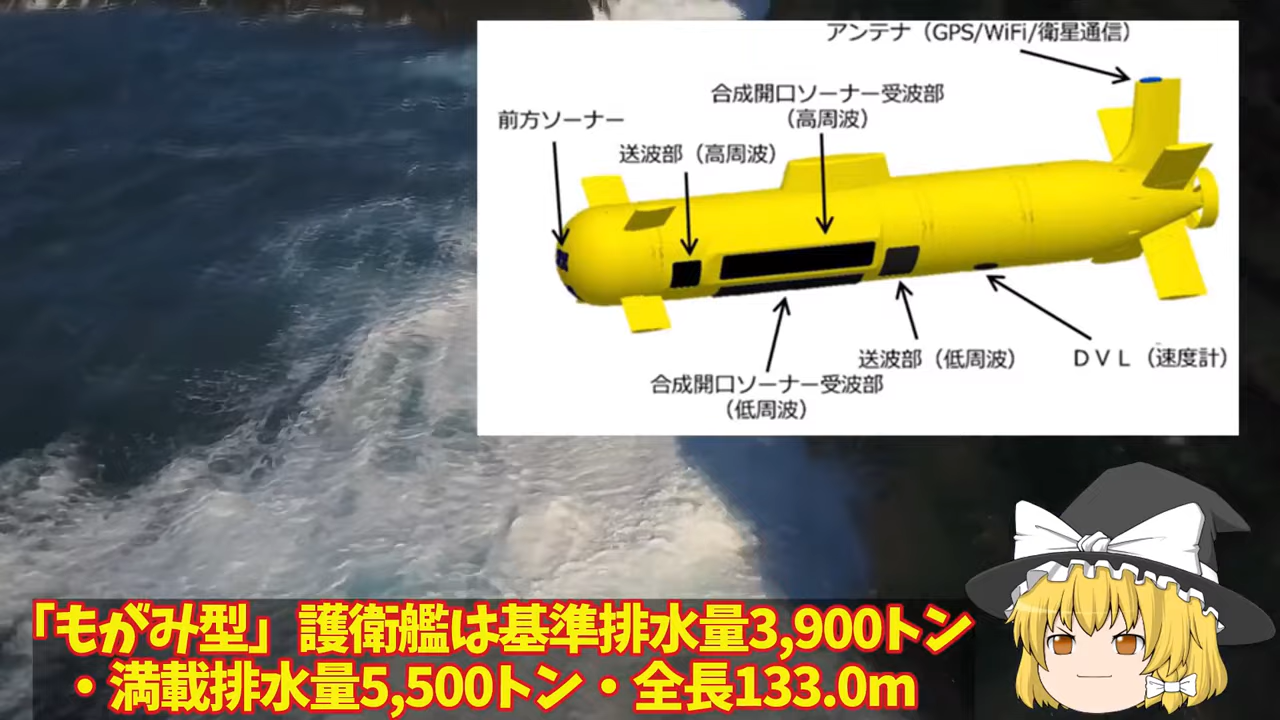 アンテナ（GPS/WiFi/衛星通信）
合成開口ソーナー受波部
（高周波）
前方ソーナー
送波部（高周波）
送波部（低周波）
ＤＶＬ（速度計）
合成開口ソーナー受波部
（低周波）
「もがみ型」護衛艦は基準排水量3,900トン
・満載排水量5,500トン・全長133.0m